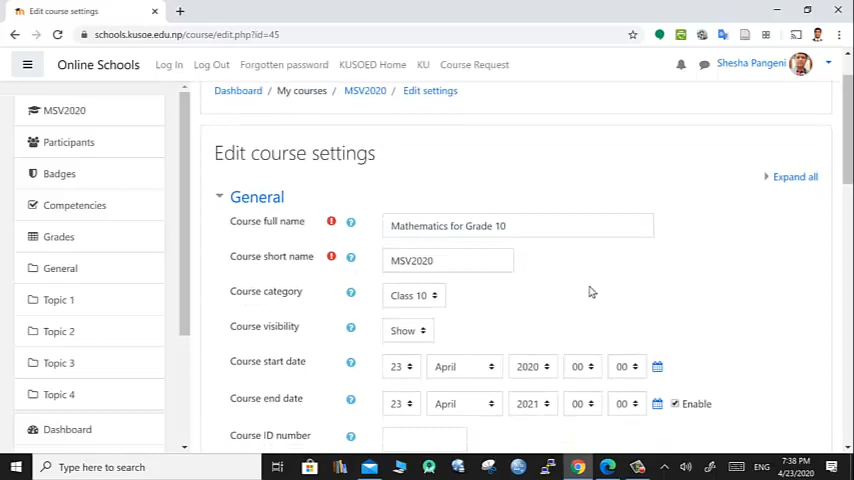 Edit course settings
schools.kusoe.edu.np/course/edit.php?id=45
Online Schools Log In Log Out Forgotten password KUSOED Home KU Course Request Shesha Pangeni
Dashboard / My courses / MSV2020 / Edit settings
MSV2020
Participants
Badges
Competencies
Grades
General
Topic 1
Topic 2
Topic 3
Topic 4
Dashboard
Edit course settings
Expand all
General
Course full name Mathematics for Grade 10
Course short name MSV2020
Course category Class 10
Course visibility Show
Course start date 23 April 2020 00 00
Course end date 23 April 2021 00 00 Enable
Course ID number
Type here to search
ENG
7:38 PM
4/23/2020